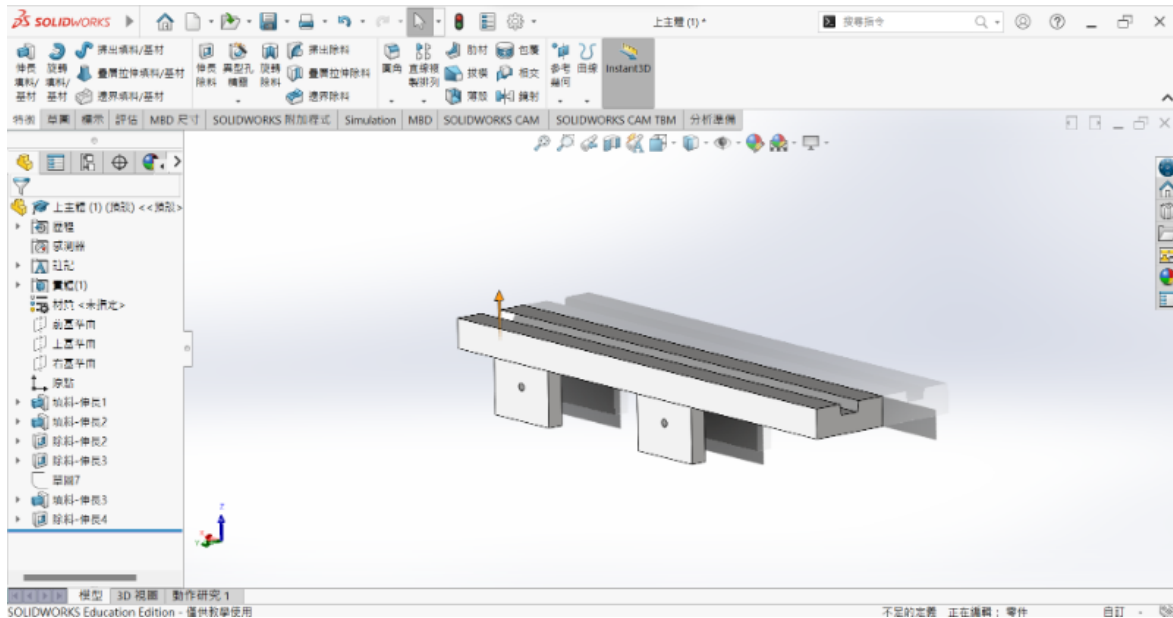 SOLIDWORKS
上主體 (1) *
搜尋指令
伸長填料/基材
旋轉填料/基材
掃出填料/基材
疊層拉伸填料/基材
邊界填料/基材
伸長除料
異型孔精靈
旋轉除料
掃出除料
疊層拉伸除料
邊界除料
圓角
直線複製排列
肋材
拔模
薄殼
包覆
相交
鏡射
參考幾何
曲線
Instant3D
特徵 草圖 標示 評估 MBD 尺寸 SOLIDWORKS 附加程式 Simulation MBD SOLIDWORKS CAM SOLIDWORKS CAM TBM 分析準備
上主體 (1) (預設) <<預設>
歷程
感測器
註記
實體(1)
材質 <未指定>
前基準面
上基準面
右基準面
原點
填料-伸長1
填料-伸長2
除料-伸長2
除料-伸長3
草圖7
填料-伸長3
除料-伸長4
Z
Y
模型 3D 視圖 動作研究 1
SOLIDWORKS Education Edition - 僅供教學使用
不足的定義 正在編輯： 零件 自訂 -